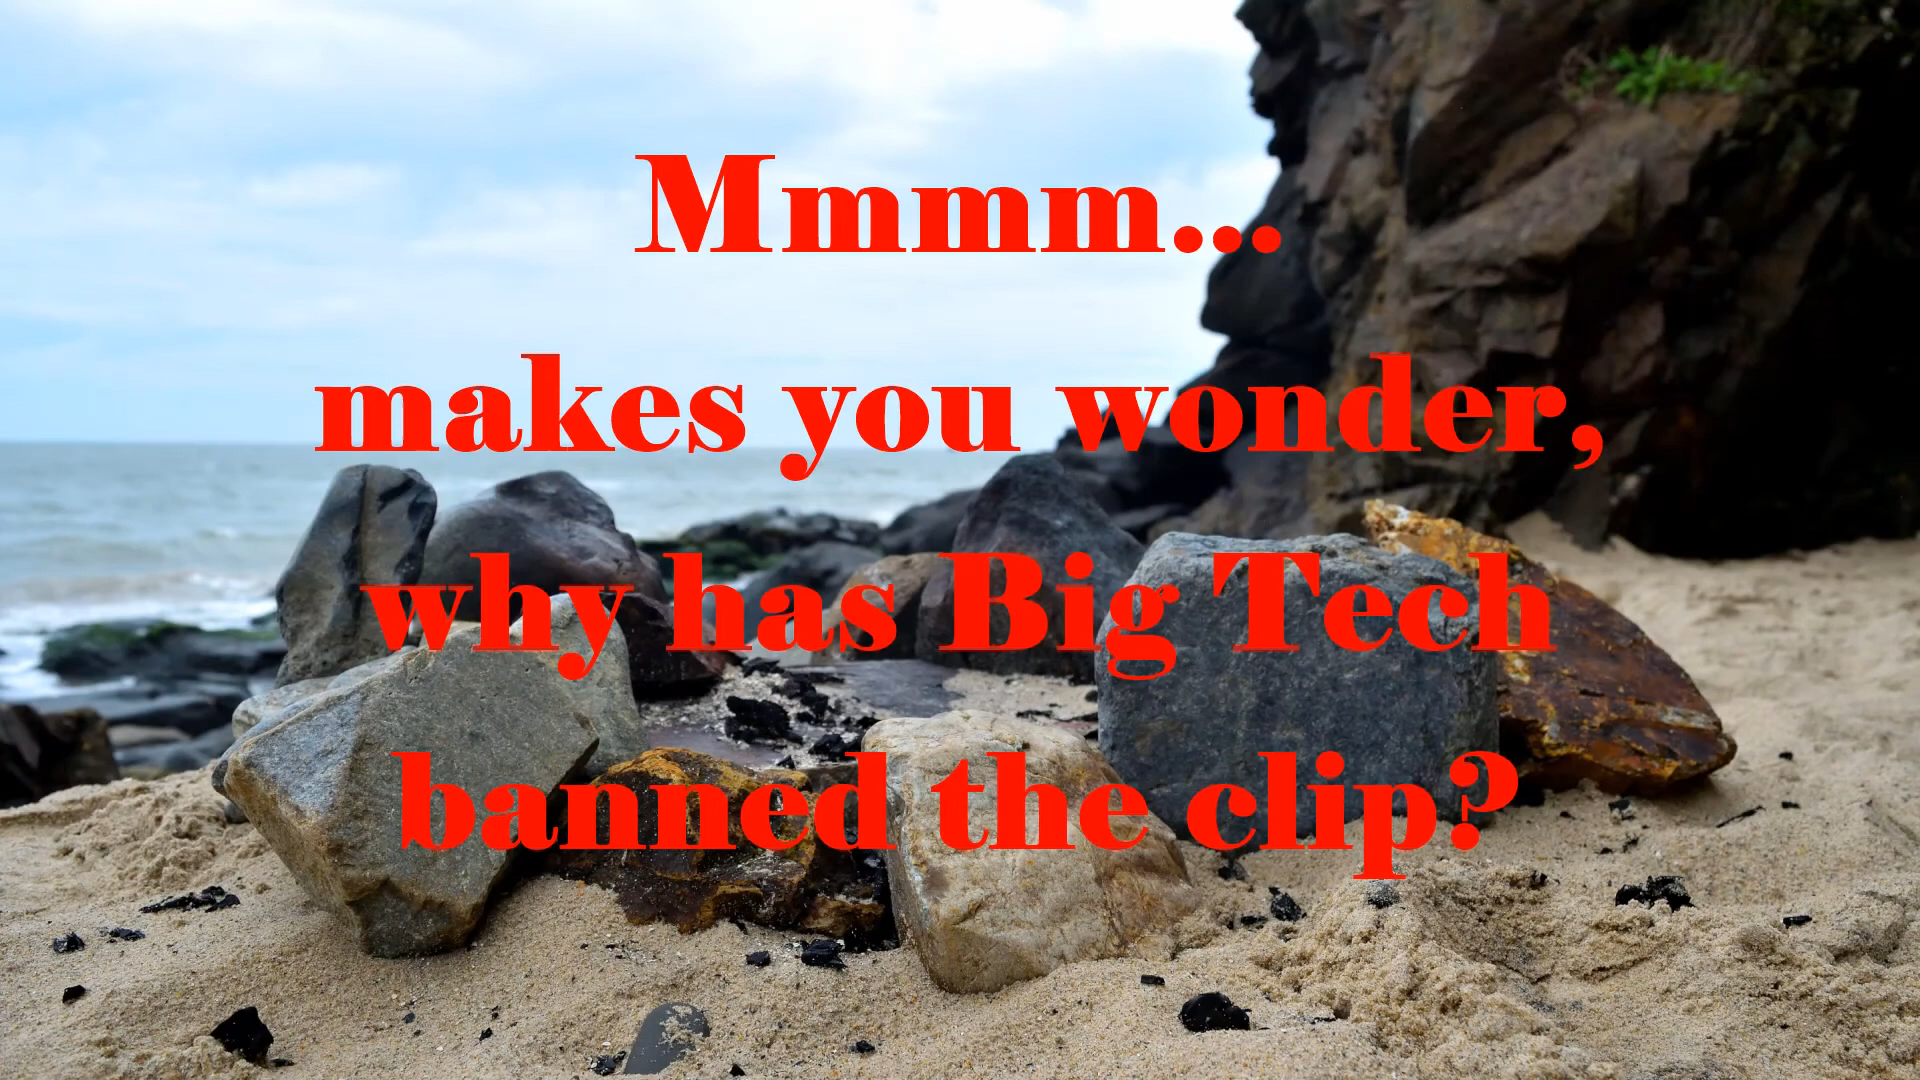 Mmmm...
makes you wonder,
why has Big Tech
banned the clip?